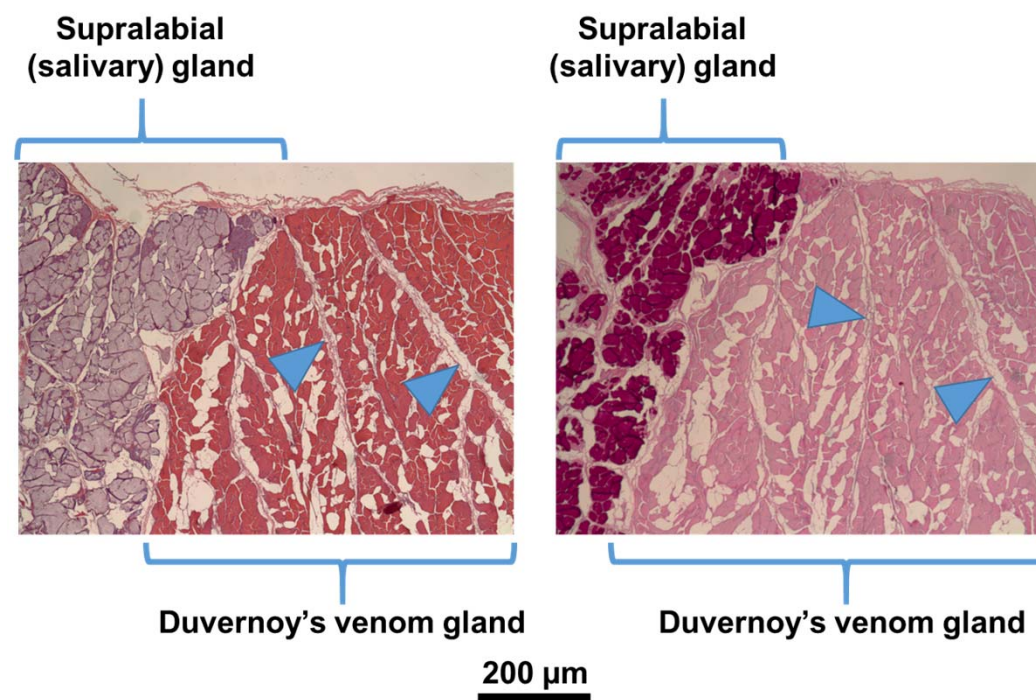 Supralabial
(salivary) gland
Supralabial
(salivary) gland
Duvernoy’s venom gland
Duvernoy’s venom gland
200 µm